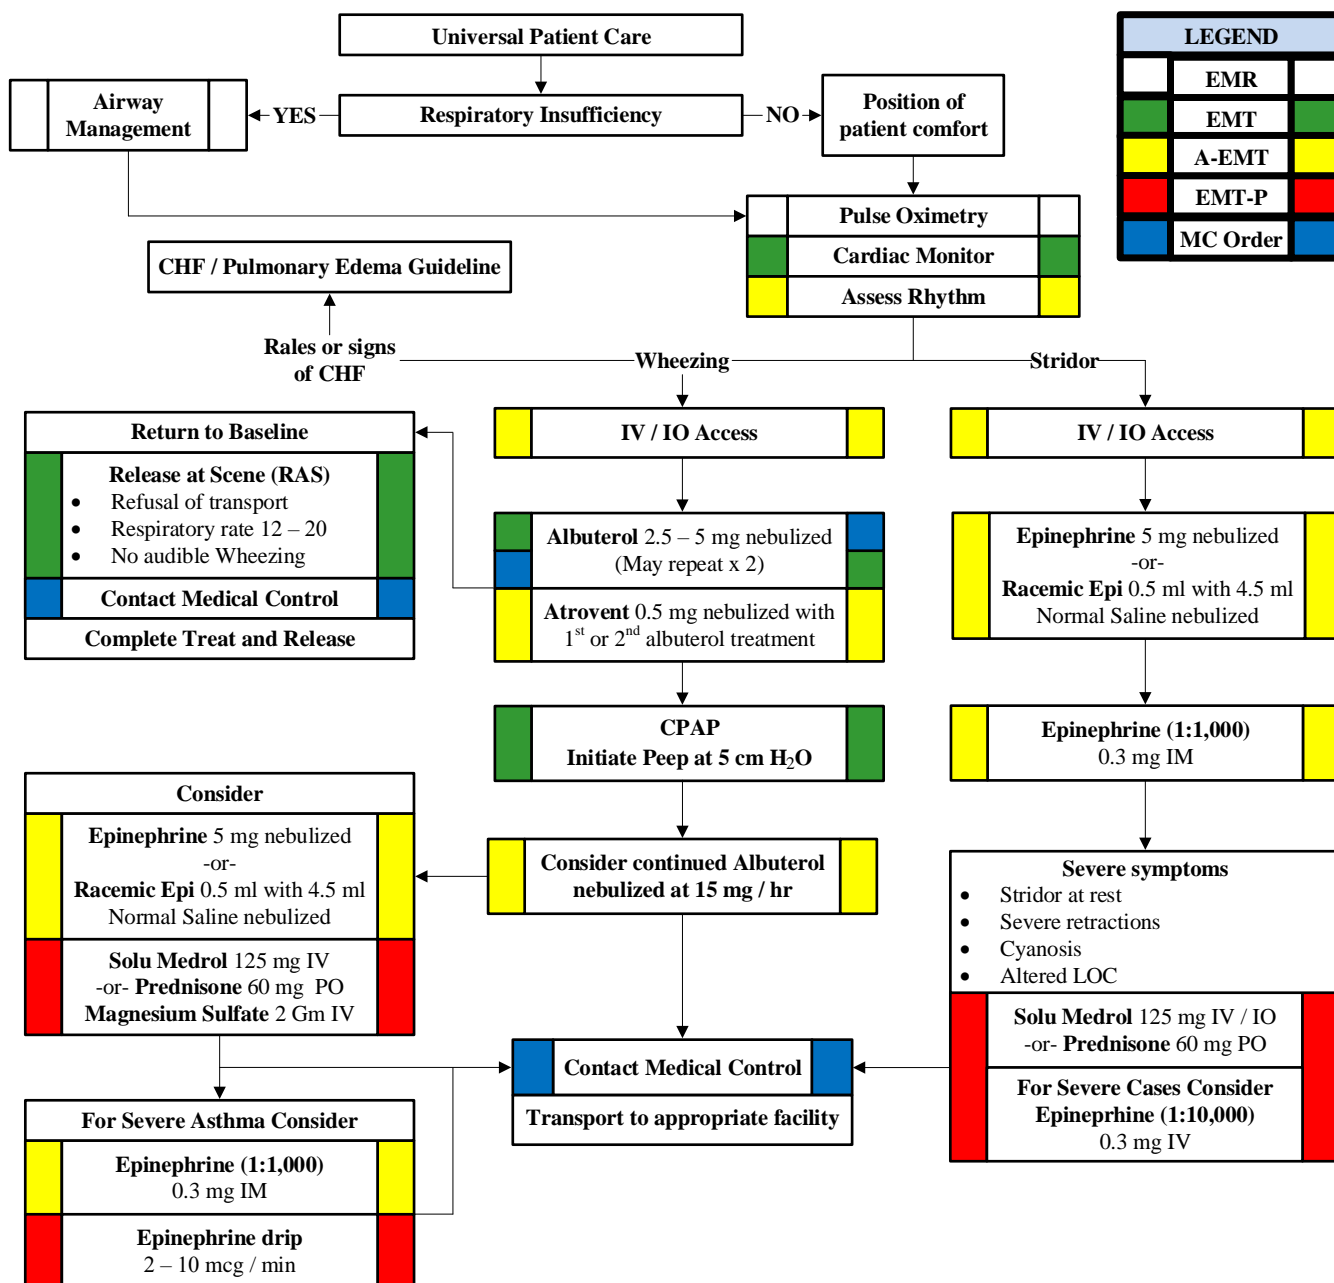 Universal Patient Care
LEGEND
EMR
EMT
A-EMT
EMT-P
MC Order
Airway
Management
YES
Respiratory Insufficiency
NO
Position of
patient comfort
Pulse Oximetry
Cardiac Monitor
Assess Rhythm
CHF / Pulmonary Edema Guideline
Rales or signs
of CHF
Wheezing
Stridor
Return to Baseline
Release at Scene (RAS)
• Refusal of transport
• Respiratory rate 12 – 20
• No audible Wheezing
Contact Medical Control
Complete Treat and Release
IV / IO Access
Albuterol 2.5 – 5 mg nebulized
(May repeat x 2)
Atrovent 0.5 mg nebulized with
1st or 2nd albuterol treatment
CPAP
Initiate Peep at 5 cm H2O
Consider continued Albuterol
nebulized at 15 mg / hr
IV / IO Access
Epinephrine 5 mg nebulized
-or-
Racemic Epi 0.5 ml with 4.5 ml
Normal Saline nebulized
Epinephrine (1:1,000)
0.3 mg IM
Severe symptoms
• Stridor at rest
• Severe retractions
• Cyanosis
• Altered LOC
Solu Medrol 125 mg IV / IO
-or- Prednisone 60 mg PO
For Severe Cases Consider
Epineprhine (1:10,000)
0.3 mg IV
Consider
Epinephrine 5 mg nebulized
-or-
Racemic Epi 0.5 ml with 4.5 ml
Normal Saline nebulized
Solu Medrol 125 mg IV
-or- Prednisone 60 mg PO
Magnesium Sulfate 2 Gm IV
For Severe Asthma Consider
Epinephrine (1:1,000)
0.3 mg IM
Epinephrine drip
2 – 10 mcg / min
Contact Medical Control
Transport to appropriate facility